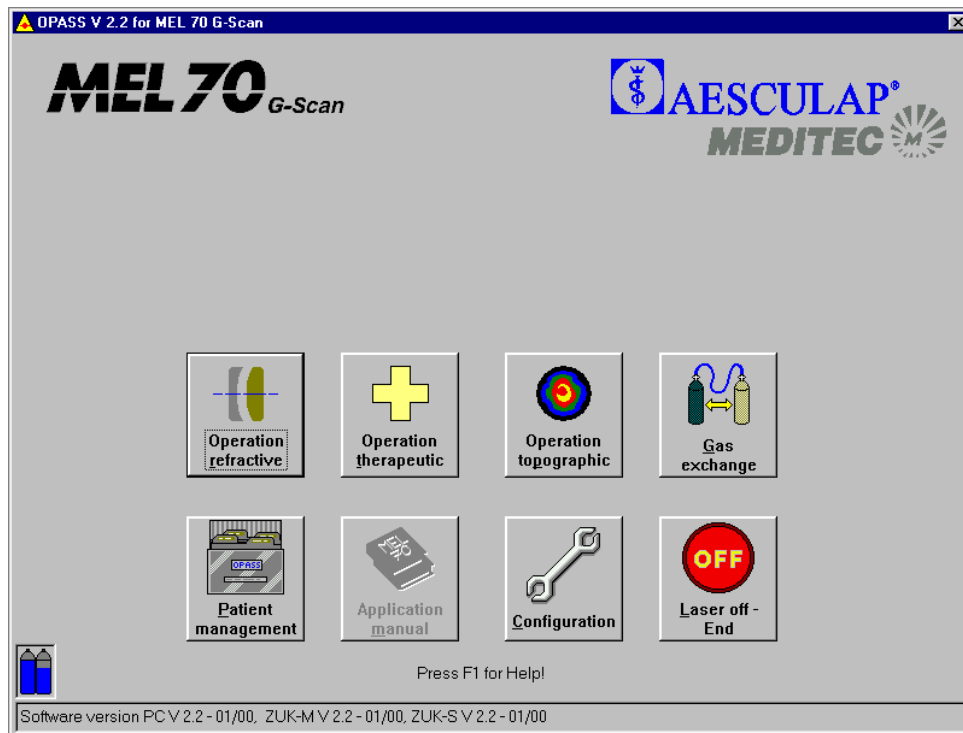 OPASS V 2.2 for MEL 70 G-Scan
MEL 70 G-Scan
AESCULAP®
MEDITEC M
Operation
refractive
Operation
therapeutic
Operation
topographic
Gas
exchange
OPASS
Patient
management
MEL
70
Application
manual
Configuration
OFF
Laser off -
End
Press F1 for Help!
Software version PC V 2.2 - 01/00, ZUK-M V 2.2 - 01/00, ZUK-S V 2.2 - 01/00